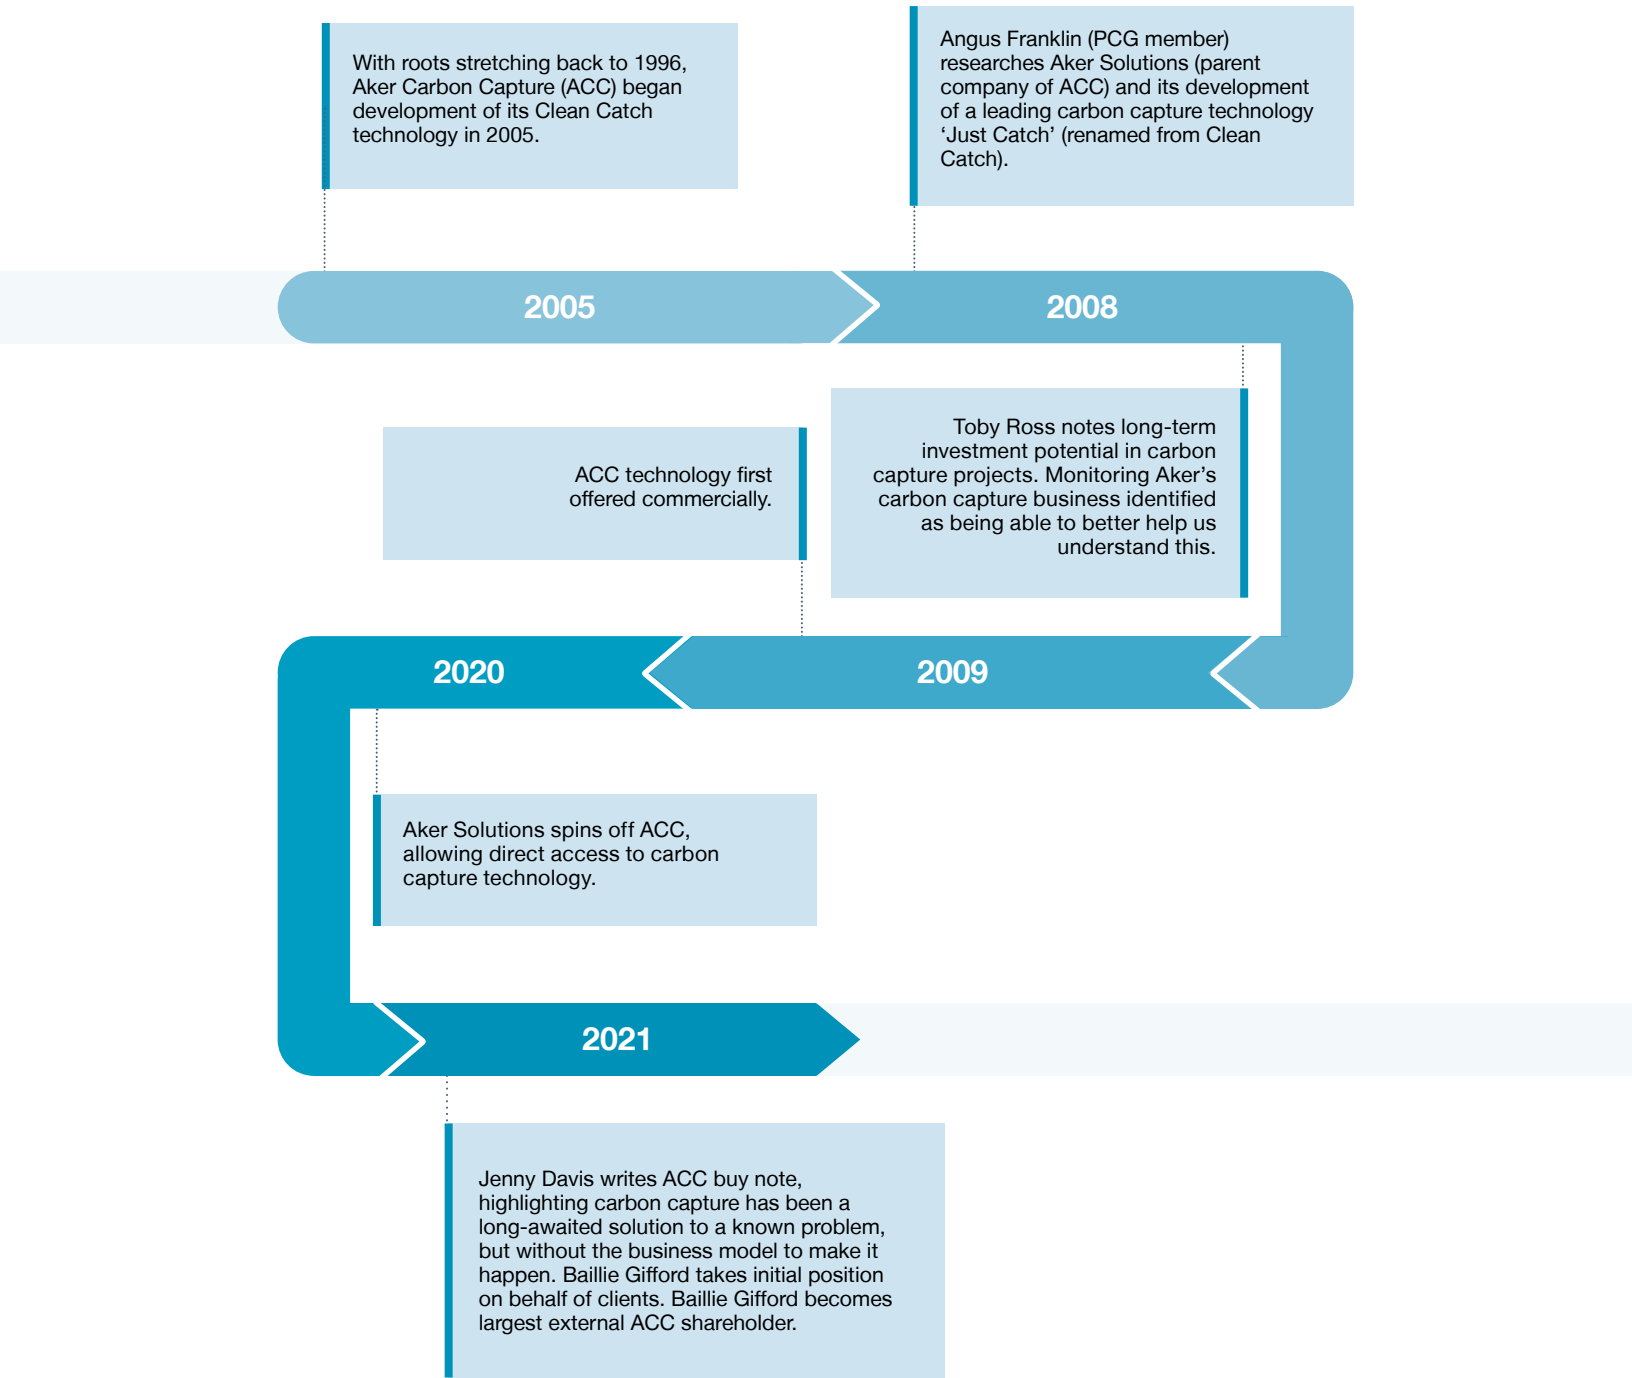 With roots stretching back to 1996,
Aker Carbon Capture (ACC) began
development of its Clean Catch
technology in 2005.
Angus Franklin (PCG member)
researches Aker Solutions (parent
company of ACC) and its development
of a leading carbon capture technology
‘Just Catch’ (renamed from Clean
Catch).
2005
2008
Toby Ross notes long-term
investment potential in carbon
capture projects. Monitoring Aker’s
carbon capture business identified
as being able to better help us
understand this.
ACC technology first
offered commercially.
2009
2020
Aker Solutions spins off ACC,
allowing direct access to carbon
capture technology.
2021
Jenny Davis writes ACC buy note,
highlighting carbon capture has been a
long-awaited solution to a known problem,
but without the business model to make it
happen. Baillie Gifford takes initial position
on behalf of clients. Baillie Gifford becomes
largest external ACC shareholder.